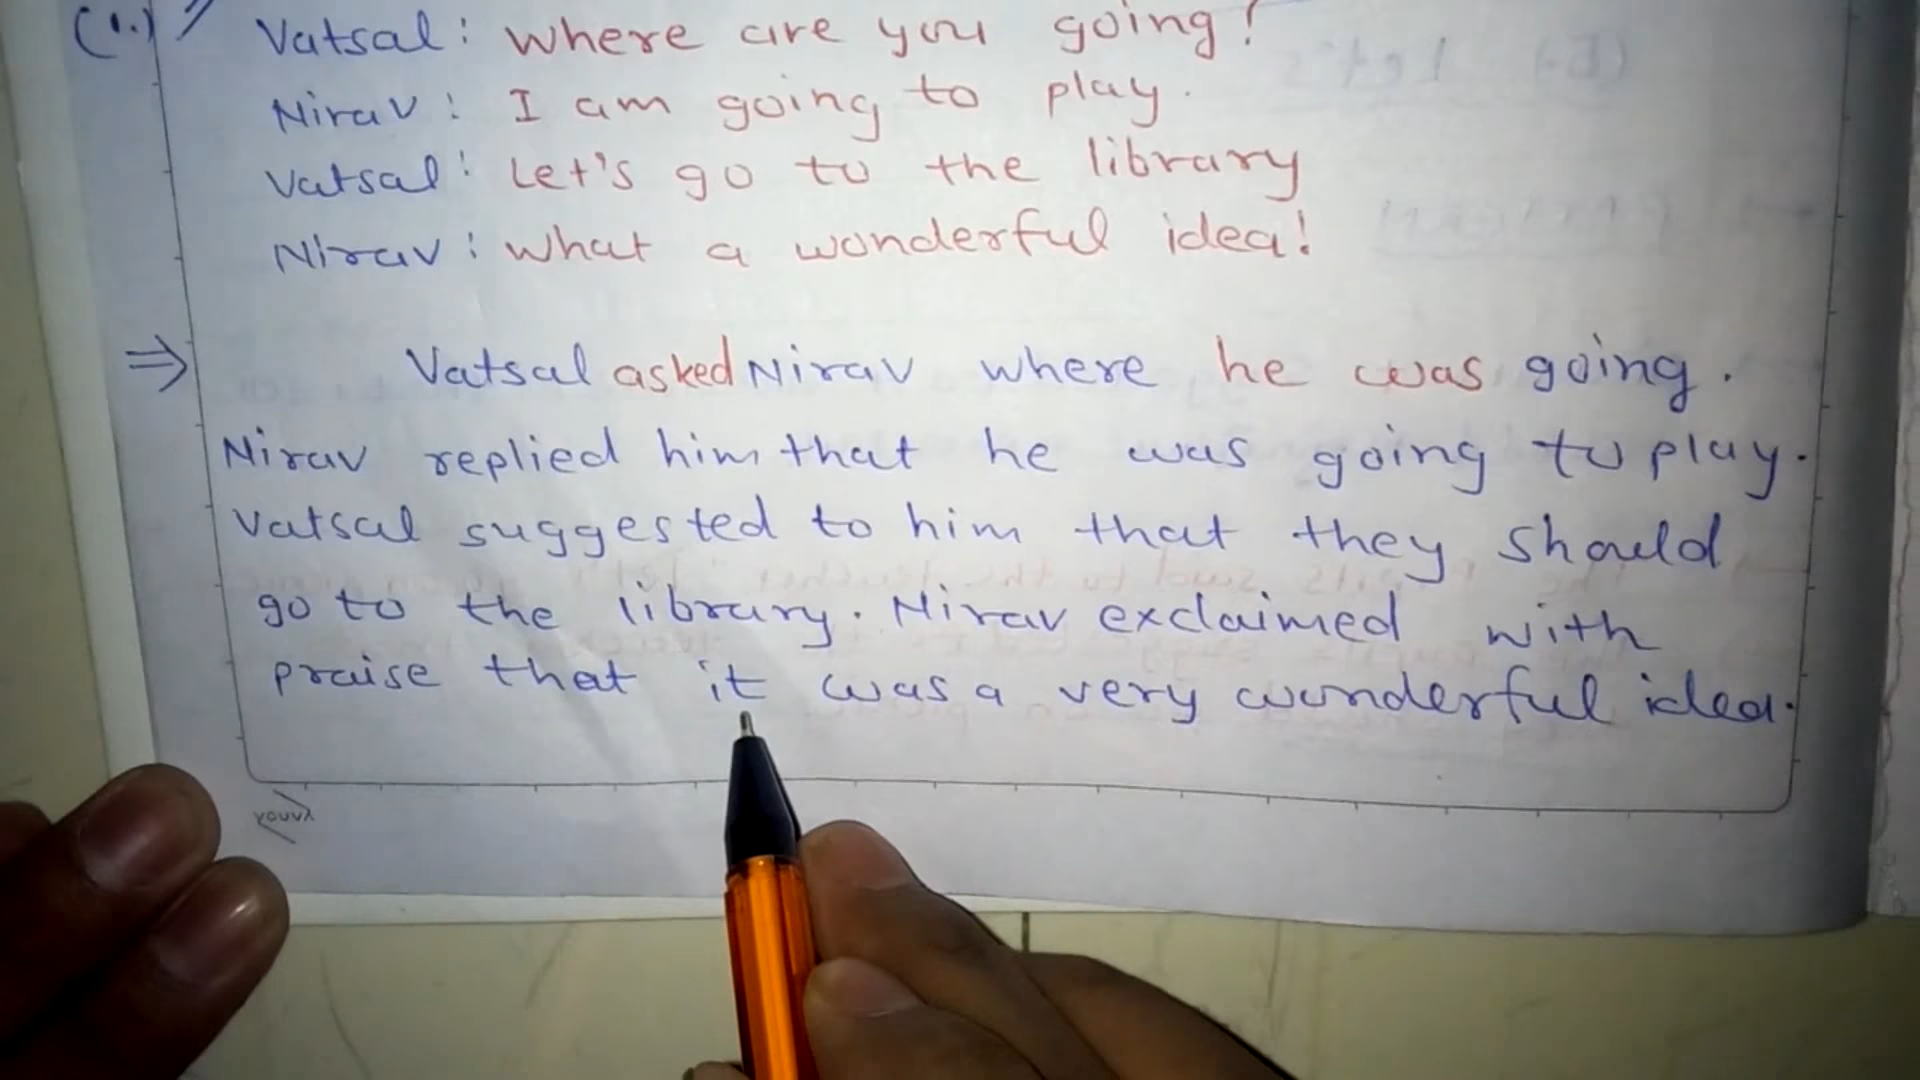 (1.) Vatsal : Where are you going?
Nirav : I am going to play.
Vatsal : Let's go to the library
Nirav : What a wonderful idea!
⇒ Vatsal asked Nirav where he was going.
Nirav replied him that he was going to play.
Vatsal suggested to him that they should
go to the library. Nirav exclaimed with
praise that it was a very wonderful idea.
youva